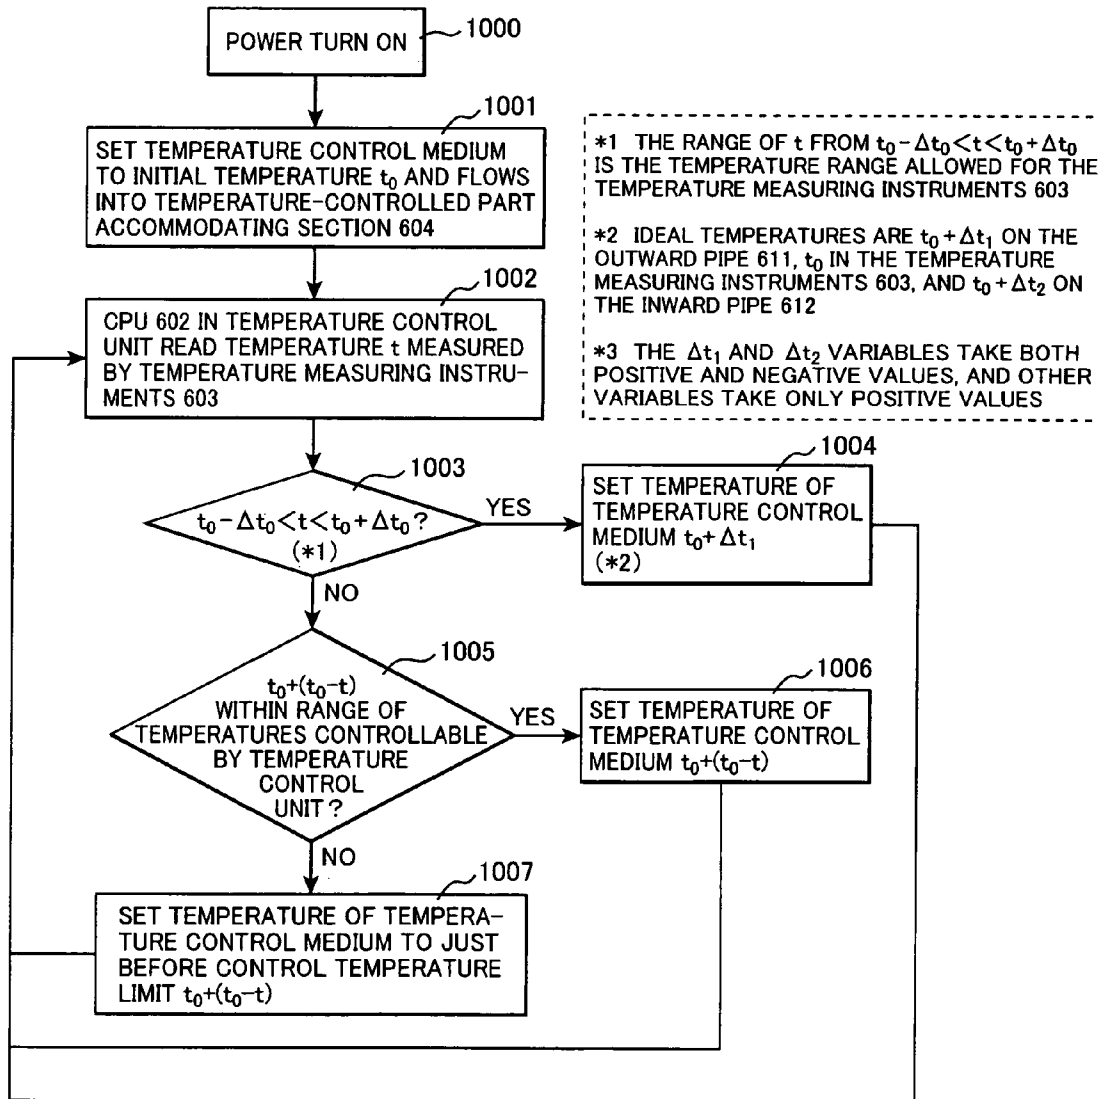 POWER TURN ON
1000
1001
SET TEMPERATURE CONTROL MEDIUM
TO INITIAL TEMPERATURE t₀ AND FLOWS
INTO TEMPERATURE-CONTROLLED PART
ACCOMMODATING SECTION 604
*1 THE RANGE OF t FROM t₀-Δt₀<t<t₀+Δt₀
IS THE TEMPERATURE RANGE ALLOWED FOR THE
TEMPERATURE MEASURING INSTRUMENTS 603
*2 IDEAL TEMPERATURES ARE t₀+Δt₁ ON THE
OUTWARD PIPE 611, t₀ IN THE TEMPERATURE
MEASURING INSTRUMENTS 603, AND t₀+Δt₂ ON
THE INWARD PIPE 612
*3 THE Δt₁ AND Δt₂ VARIABLES TAKE BOTH
POSITIVE AND NEGATIVE VALUES, AND OTHER
VARIABLES TAKE ONLY POSITIVE VALUES
1002
CPU 602 IN TEMPERATURE CONTROL
UNIT READ TEMPERATURE t MEASURED
BY TEMPERATURE MEASURING INSTRU-
MENTS 603
1003
t₀-Δt₀<t<t₀+Δt₀?
(*1)
YES
NO
1004
SET TEMPERATURE OF
TEMPERATURE CONTROL
MEDIUM t₀+Δt₁
(*2)
1005
t₀+(t₀-t)
WITHIN RANGE OF
TEMPERATURES CONTROLLABLE
BY TEMPERATURE
CONTROL
UNIT?
YES
NO
1006
SET TEMPERATURE OF
TEMPERATURE CONTROL
MEDIUM t₀+(t₀-t)
1007
SET TEMPERATURE OF TEMPERA-
TURE CONTROL MEDIUM TO JUST
BEFORE CONTROL TEMPERATURE
LIMIT t₀+(t₀-t)